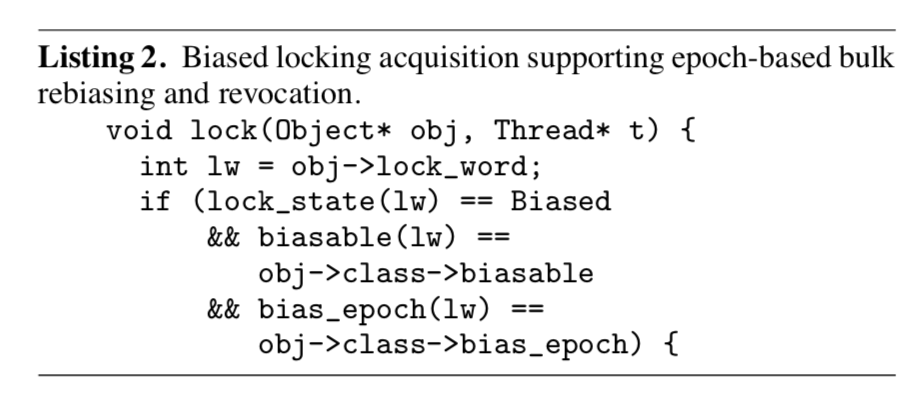 Listing 2. Biased locking acquisition supporting epoch-based bulk
rebiasing and revocation.
void lock(Object* obj, Thread* t) {
int lw = obj->lock_word;
if (lock_state(lw) == Biased
&& biasable(lw) ==
obj->class->biasable
&& bias_epoch(lw) ==
obj->class->bias_epoch) {